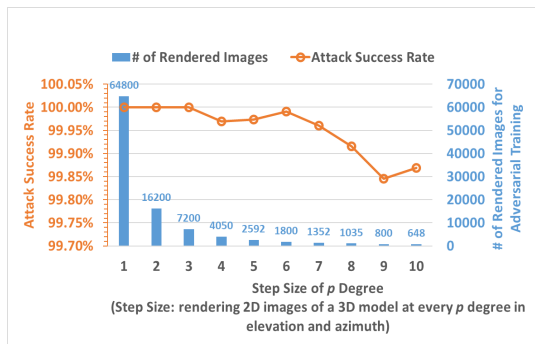 # of Rendered Images
Attack Success Rate
100.05%
100.00%
99.95%
99.90%
99.85%
99.80%
99.75%
99.70%
Attack Success Rate
64800
16200
7200
4050
2592
1800
1352
1035
800
648
70000
60000
50000
40000
30000
20000
10000
0
# of Rendered Images for
Adversarial Training
1 2 3 4 5 6 7 8 9 10
Step Size of p Degree
(Step Size: rendering 2D images of a 3D model at every p degree in
elevation and azimuth)